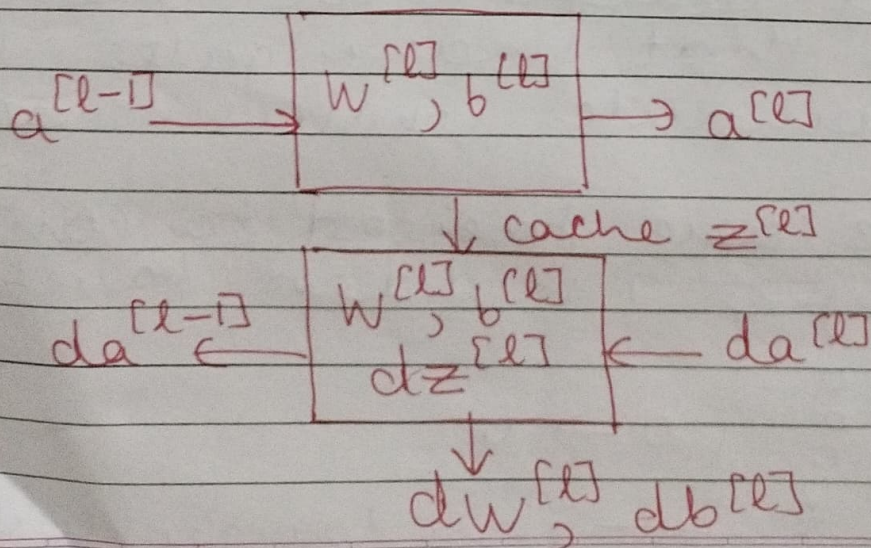 a^[l-1] → W^[l], b^[l] → a^[l]
↓ cache z^[l]
da^[l-1] ← W^[l], b^[l] ← da^[l]
dz^[l]
↓
dW^[l], db^[l]